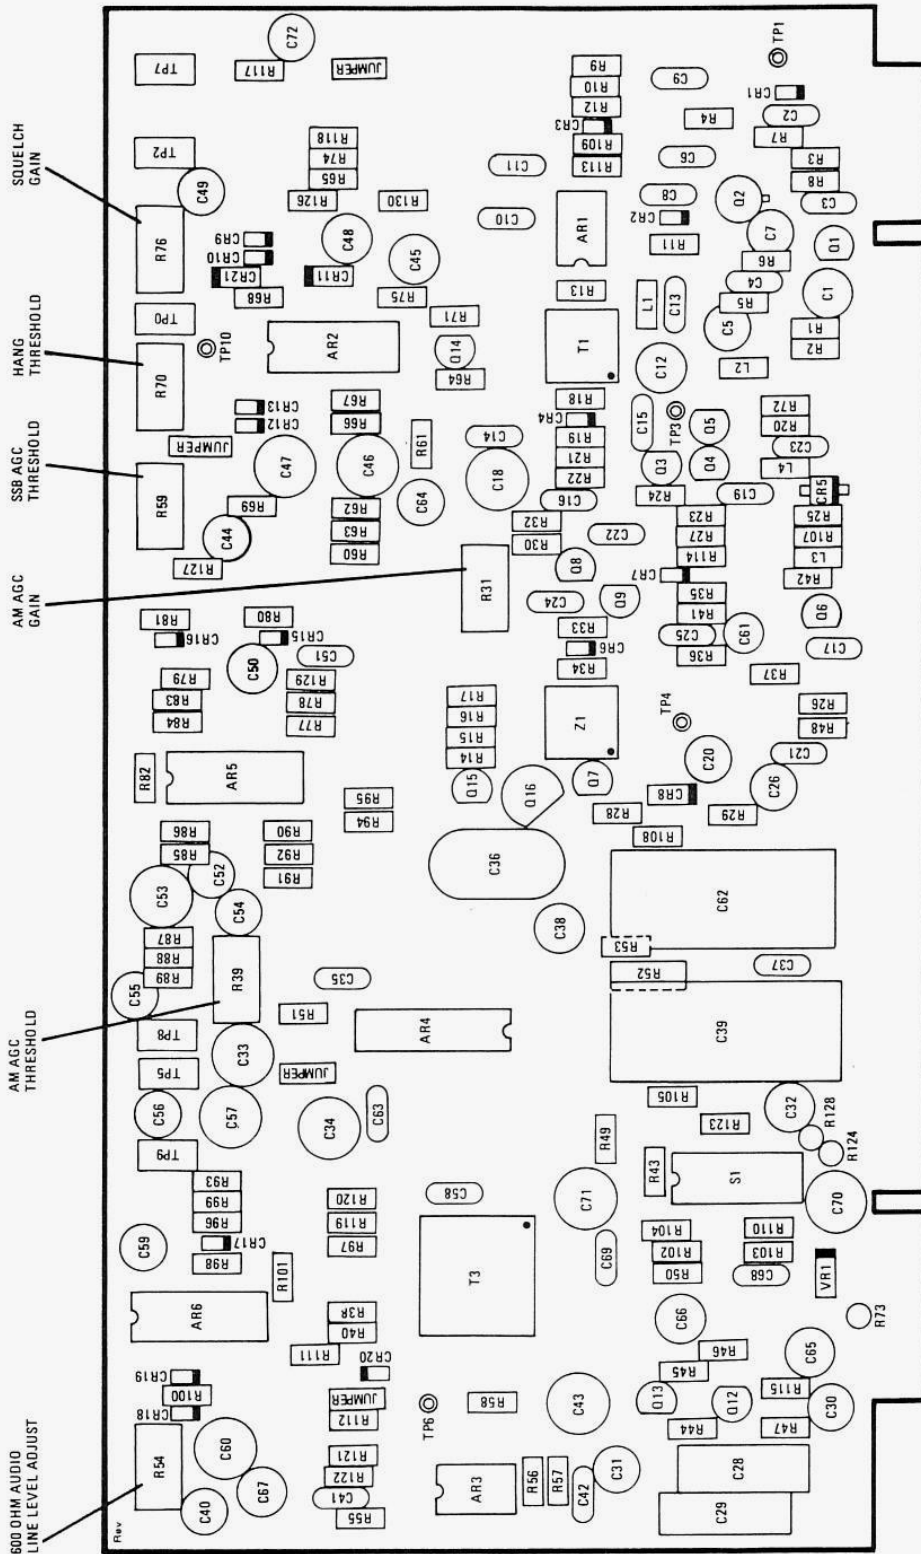 SQUELCH
GAIN
HANG
THRESHOLD
SSB AGC
THRESHOLD
AM AGC
GAIN
AM AGC
THRESHOLD
600 OHM AUDIO
LINE LEVEL ADJUST
Rev
TP7
R117
C72
JUMPER
TP2
C49
R118
R74
R65
R126
R130
R76
CR9
CR10
CR21
R68
C48
CR11
C45
R75
TP0
TP10
AR2
R71
Q14
R64
R70
CR13
CR12
JUMPER
R67
R66
R61
C47
C46
R59
R69
C44
R127
R62
R63
R60
C64
C14
C18
R9
R10
R12
CR3
R109
R113
C11
C10
AR1
R13
T1
R18
CR4
R19
R21
R22
C16
R32
R30
C22
Q8
R31
C24
Q9
R33
CR6
R34
C9
TP1
CR1
R4
C2
R7
C6
R3
R8
C8
Q2
C3
CR2
C7
R11
R6
Q1
L1
C13
C4
R5
C1
C5
R1
R2
C12
L2
C15
TP3
Q5
R72
R20
C23
Q3
Q4
L4
R24
C19
CR5
R23
R27
R114
R25
R107
L3
CR7
R42
R35
R41
C25
R36
C61
Q6
C17
R37
R81
R80
CR16
CR15
C50
C51
R79
R83
R84
R129
R78
R77
R17
R16
R15
R14
Z1
TP4
R26
R48
R82
AR5
R95
R94
Q15
Q16
Q7
C20
C21
C26
CR8
R28
R29
R108
R86
R85
R90
R92
R91
C52
C53
C54
C36
C38
C62
R53
R87
R88
R89
R39
C55
C35
R52
C37
TP8
R51
AR4
C39
TP5
C33
JUMPER
C56
C57
C34
C63
R105
C32
R123
R128
R124
TP9
R49
R43
S1
R93
R99
R96
R120
R119
R97
C58
C71
C70
C59
CR17
R98
R101
C69
R104
R102
R50
R110
R103
C68
VR1
T3
AR6
R38
R40
R111
CR20
C66
R73
CR19
R100
CR18
JUMPER
R112
TP6
R58
C43
R46
R45
C65
Q13
Q12
R115
C30
R44
R47
R54
C60
C67
C40
R121
R122
C41
R55
AR3
R56
R57
C42
C31
C28
C29